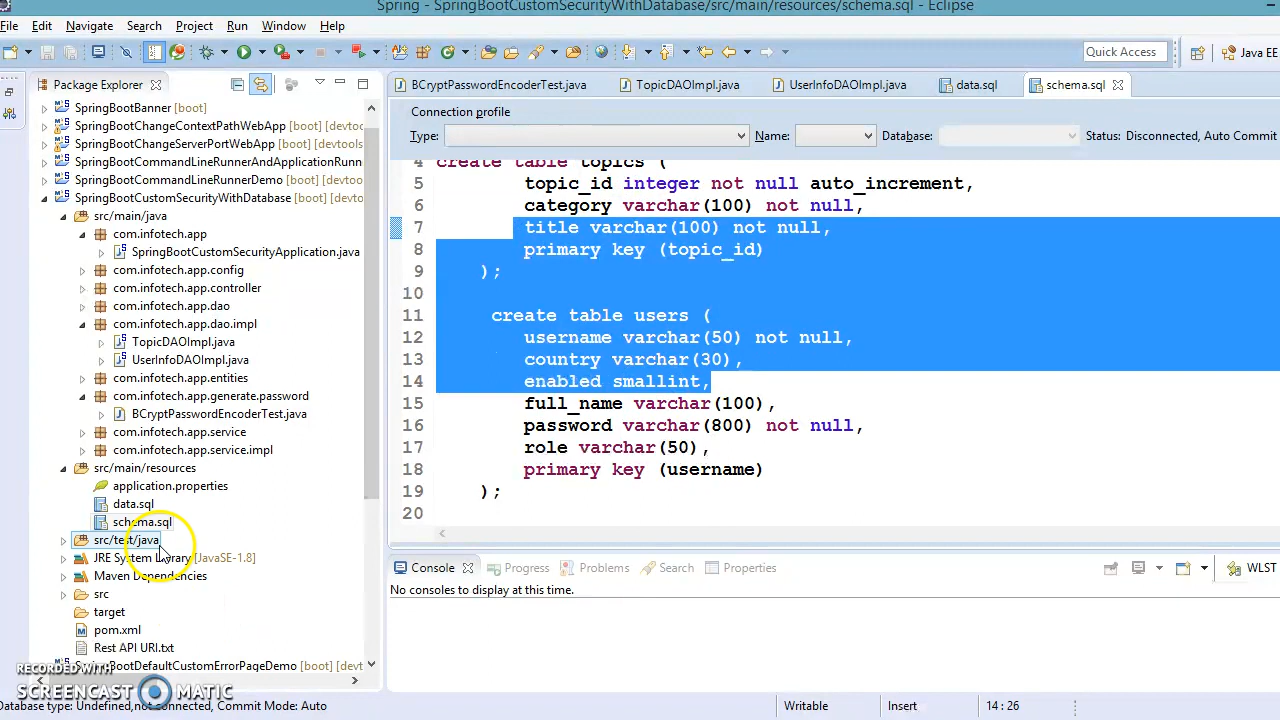 Spring - SpringBootCustomSecurityWithDatabase/src/main/resources/schema.sql - Eclipse
File Edit Navigate Search Project Run Window Help
Quick Access
Java EE
Package Explorer
SpringBootBanner [boot]
SpringBootChangeContextPathWebApp [boot] [devtools
SpringBootChangeServerPortWebApp [boot] [devtools
SpringBootCommandLineRunnerAndApplicationRunn
SpringBootCommandLineRunnerDemo [boot] [devtools
SpringBootCustomSecurityWithDatabase [boot] [devto
src/main/java
com.infotech.app
SpringBootCustomSecurityApplication.java
com.infotech.app.config
com.infotech.app.controller
com.infotech.app.dao
com.infotech.app.dao.impl
TopicDAOImpl.java
UserInfoDAOImpl.java
com.infotech.app.entities
com.infotech.app.generate.password
BCryptPasswordEncoderTest.java
com.infotech.app.service
com.infotech.app.service.impl
src/main/resources
application.properties
data.sql
schema.sql
src/test/java
JRE System Library [JavaSE-1.8]
Maven Dependencies
src
target
pom.xml
Rest API URI.txt
SpringBootDefaultCustomErrorPageDemo [boot] [devt
BCryptPasswordEncoderTest.java TopicDAOImpl.java UserInfoDAOImpl.java data.sql schema.sql
Connection profile
Type: Name: Database: Status: Disconnected, Auto Commit
4 create table topics (
5 topic_id integer not null auto_increment,
6 category varchar(100) not null,
7 title varchar(100) not null,
8 primary key (topic_id)
9 );
10
11 create table users (
12 username varchar(50) not null,
13 country varchar(30),
14 enabled smallint,
15 full_name varchar(100),
16 password varchar(800) not null,
17 role varchar(50),
18 primary key (username)
19 );
20
Console Progress Problems Search Properties
WLST
No consoles to display at this time.
RECORDED WITH
SCREENCAST MATIC
Database type: Undefined,not connected, Commit Mode: Auto
Writable
Insert
14 : 26